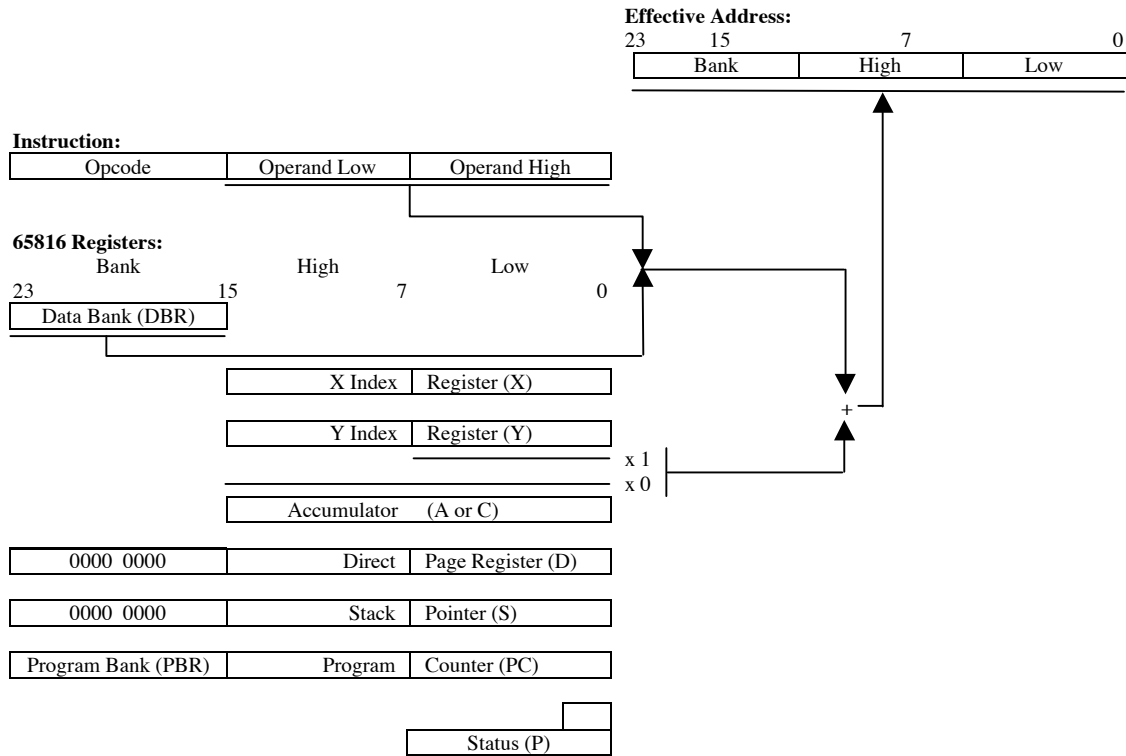 Effective Address:
23 15 7 0
Bank High Low
Instruction:
Opcode Operand Low Operand High
65816 Registers:
Bank High Low
23 15 7 0
Data Bank (DBR)
X Index Register (X)
+
Y Index Register (Y)
x 1
x 0
Accumulator (A or C)
0000 0000 Direct Page Register (D)
0000 0000 Stack Pointer (S)
Program Bank (PBR) Program Counter (PC)
Status (P)